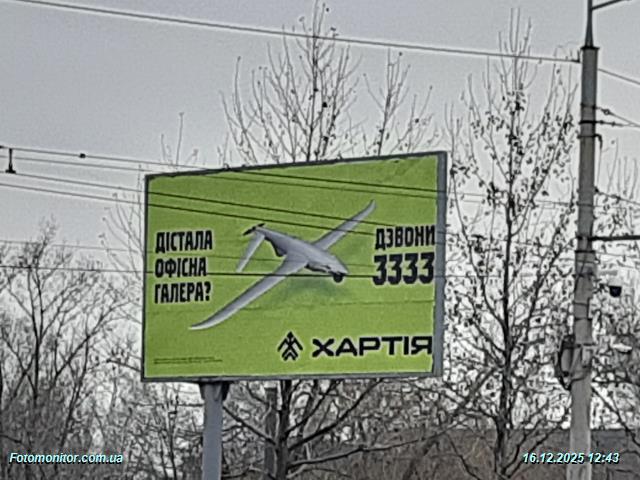 ДІСТАЛА
ОФІСНА
ГАЛЕРА?
ДЗВОНИ
3333
ХАРТІЯ
Fotomonitor.com.ua
16.12.2025 12:43